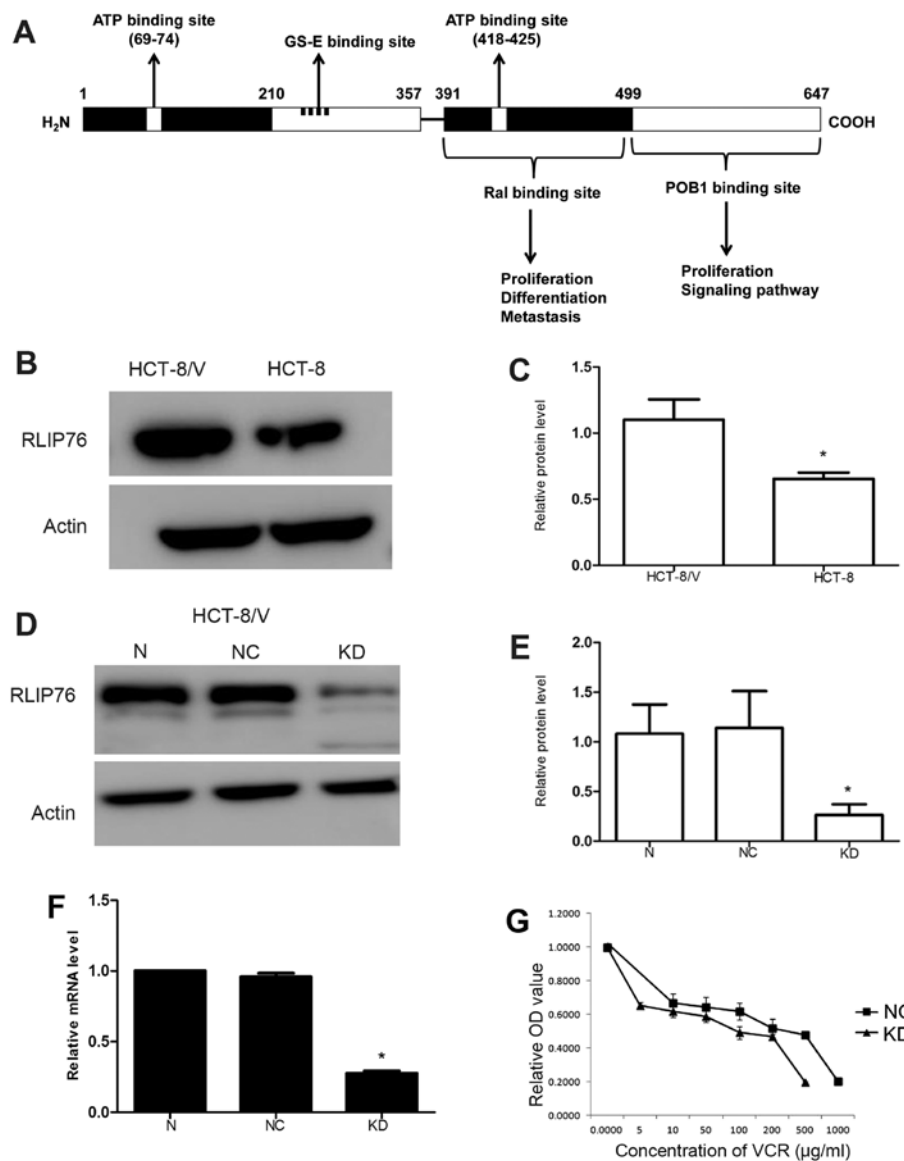 A
ATP binding site
(69-74)
GS-E binding site
ATP binding site
(418-425)
1 210 357 391 499 647
H₂N COOH
Ral binding site
POB1 binding site
Proliferation
Differentiation
Metastasis
Proliferation
Signaling pathway
B
HCT-8/V HCT-8
RLIP76
Actin
C
Relative protein level
1.5
1.0
0.5
0.0
*
HCT-8/V HCT-8
D
HCT-8/V
N NC KD
RLIP76
Actin
E
Relative protein level
2.0
1.5
1.0
0.5
0.0
*
N NC KD
F
Relative mRNA level
1.5
1.0
0.5
0.0
*
N NC KD
G
Relative OD value
1.2000
1.0000
0.8000
0.6000
0.4000
0.2000
0.0000
0.0000 5 10 50 100 200 500 1000
Concentration of VCR (µg/ml)
NC
KD